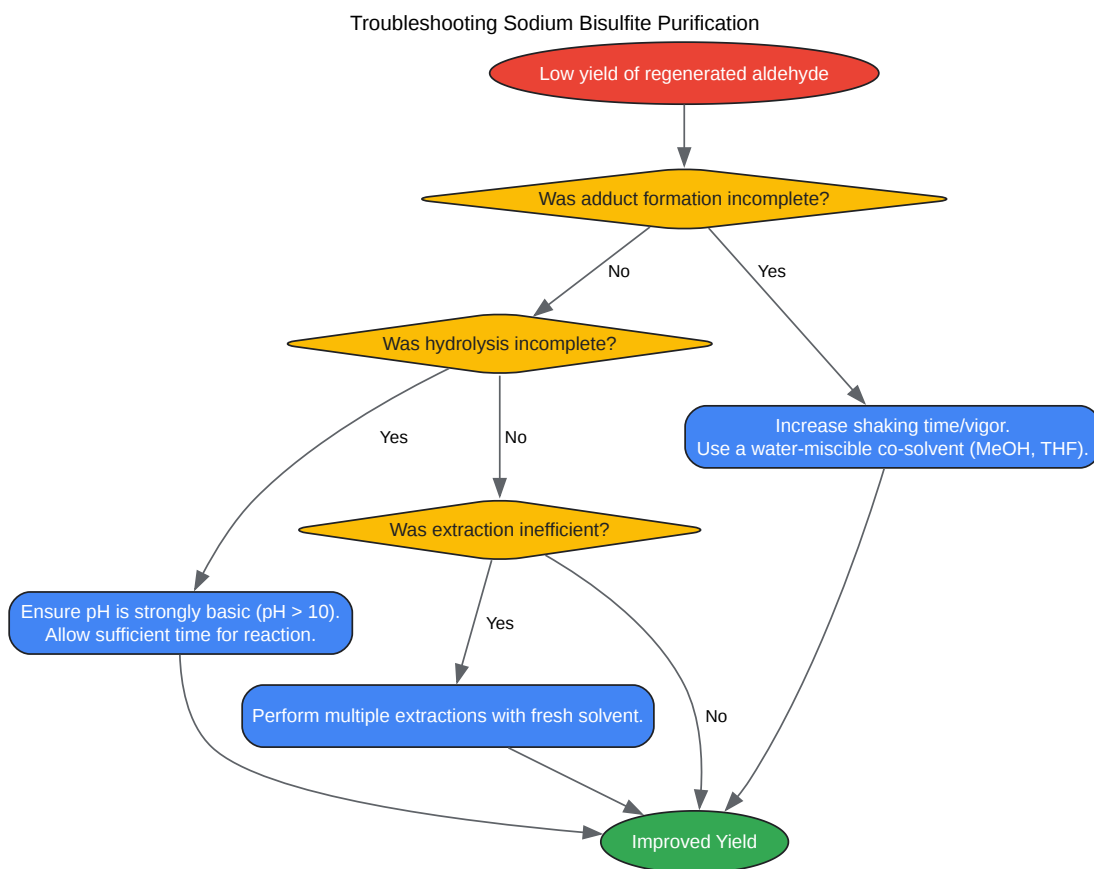 Troubleshooting Sodium Bisulfite Purification
Low yield of regenerated aldehyde
Was adduct formation incomplete?
No
Yes
Was hydrolysis incomplete?
Increase shaking time/vigor.
Use a water-miscible co-solvent (MeOH, THF).
Yes
No
Was extraction inefficient?
Ensure pH is strongly basic (pH > 10).
Allow sufficient time for reaction.
Yes
Perform multiple extractions with fresh solvent.
No
Improved Yield